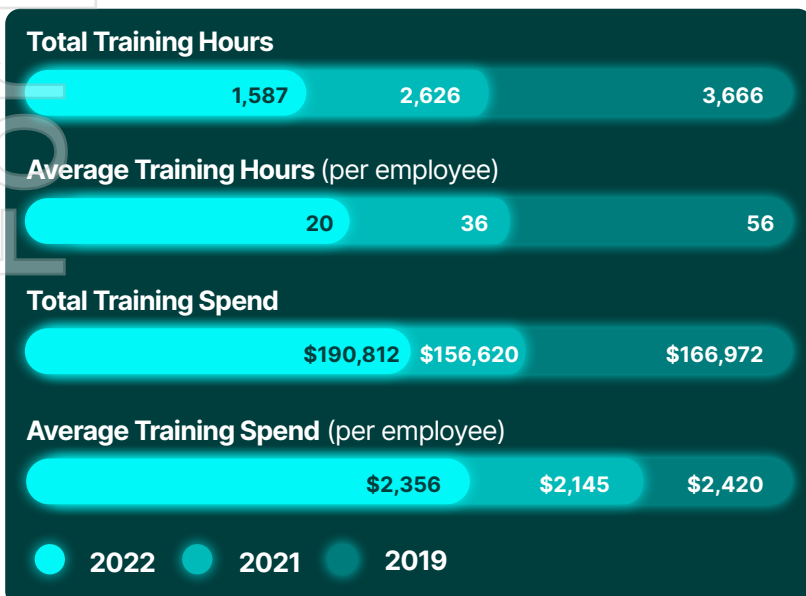 Total Training Hours
1,587 2,626 3,666
Average Training Hours (per employee)
20 36 56
Total Training Spend
$190,812 $156,620 $166,972
Average Training Spend (per employee)
$2,356 $2,145 $2,420
2022 2021 2019